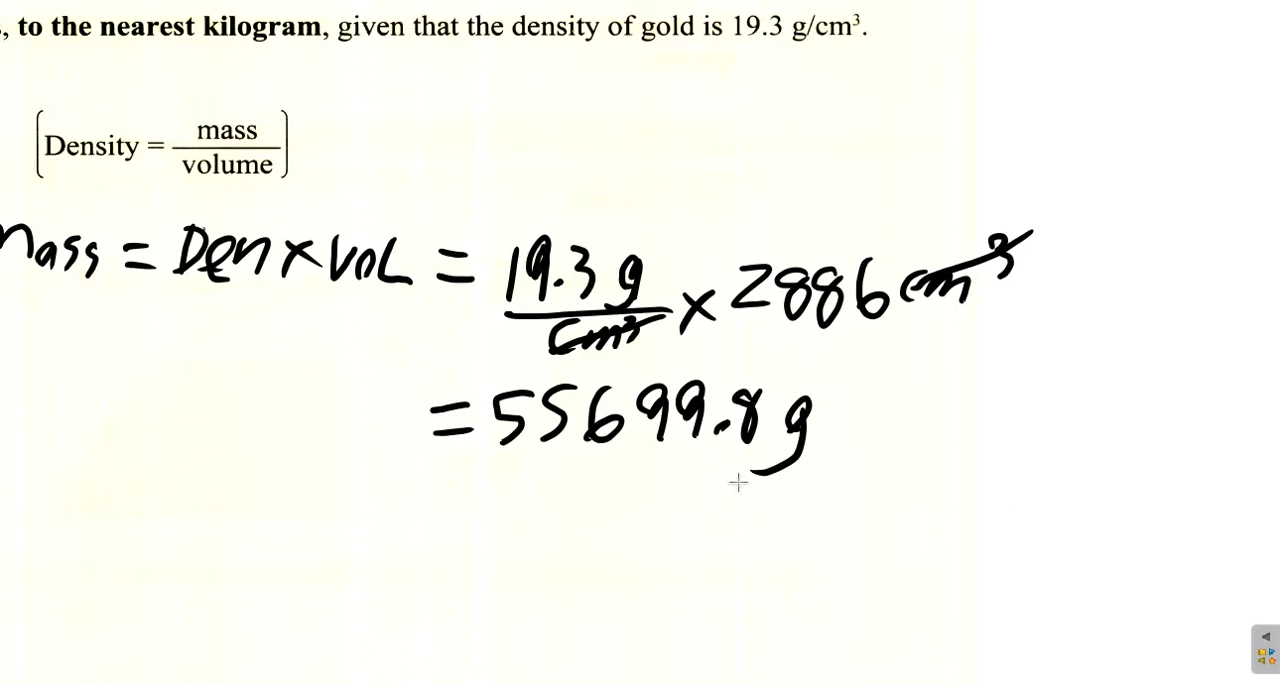 , to the nearest kilogram, given that the density of gold is 19.3 g/cm³.
(Density = mass / volume)
Mass = Den × Vol = 19.3 g / cm³ × 2886 cm³
= 55699.8 g